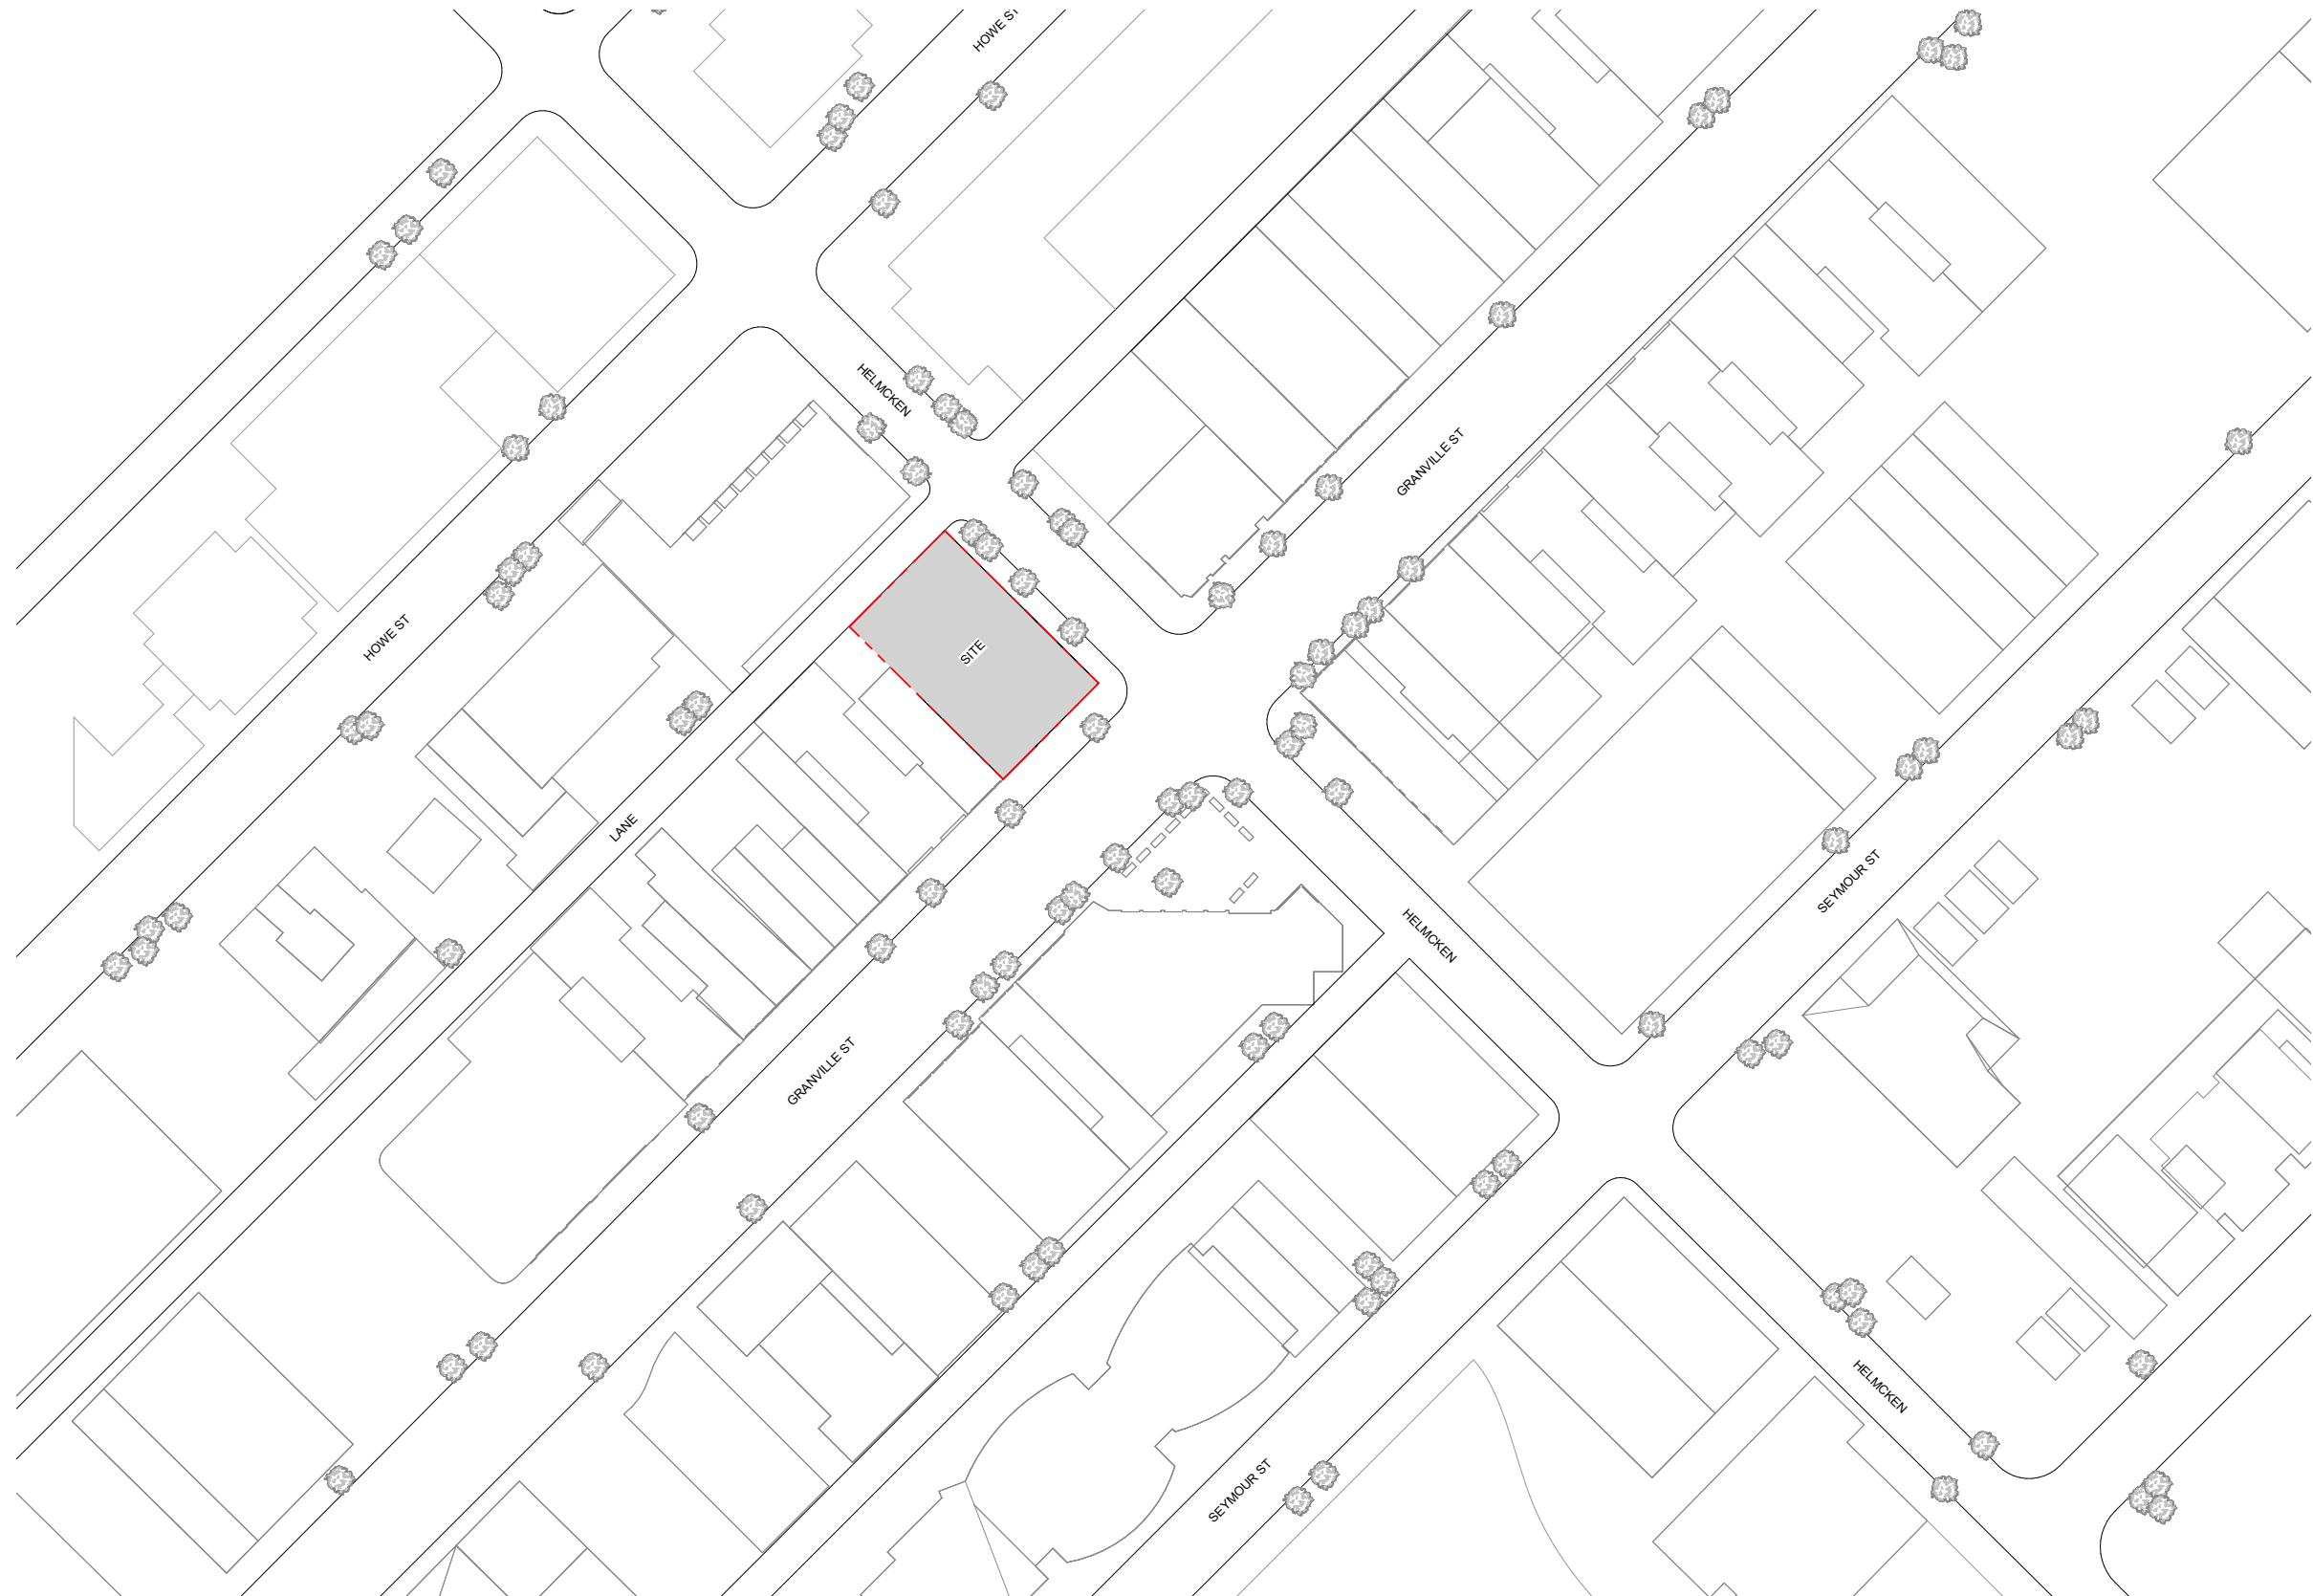 HOWE ST
HELMCKEN
GRANVILLE ST
HOWE ST
SITE
LANE
SEYMOUR ST
HELMCKEN
GRANVILLE ST
HELMCKEN
SEYMOUR ST